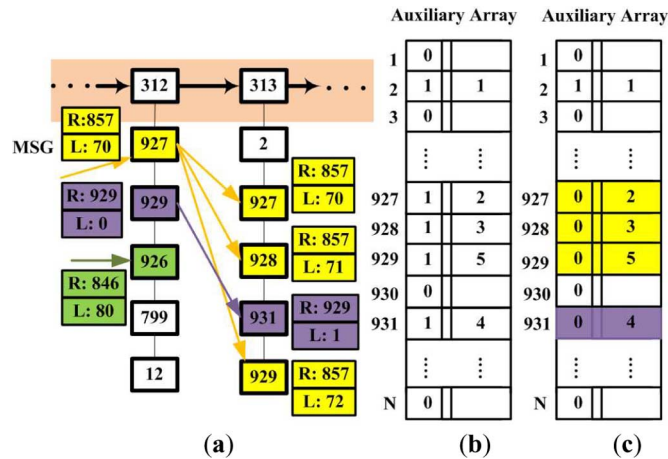 Auxiliary Array
Auxiliary Array
. . . 312 313 . . .
MSG
R:857
L: 70
927
2
R: 929
L: 0
929
927
R: 857
L: 70
926
928
R: 857
L: 71
R: 846
L: 80
799
931
R: 929
L: 1
12
929
R: 857
L: 72
(a)
1 0
2 1 1
3 0
927 1 2
928 1 3
929 1 5
930 0
931 1 4
N 0
(b)
1 0
2 1 1
3 0
927 0 2
928 0 3
929 0 5
930 0
931 0 4
N 0
(c)